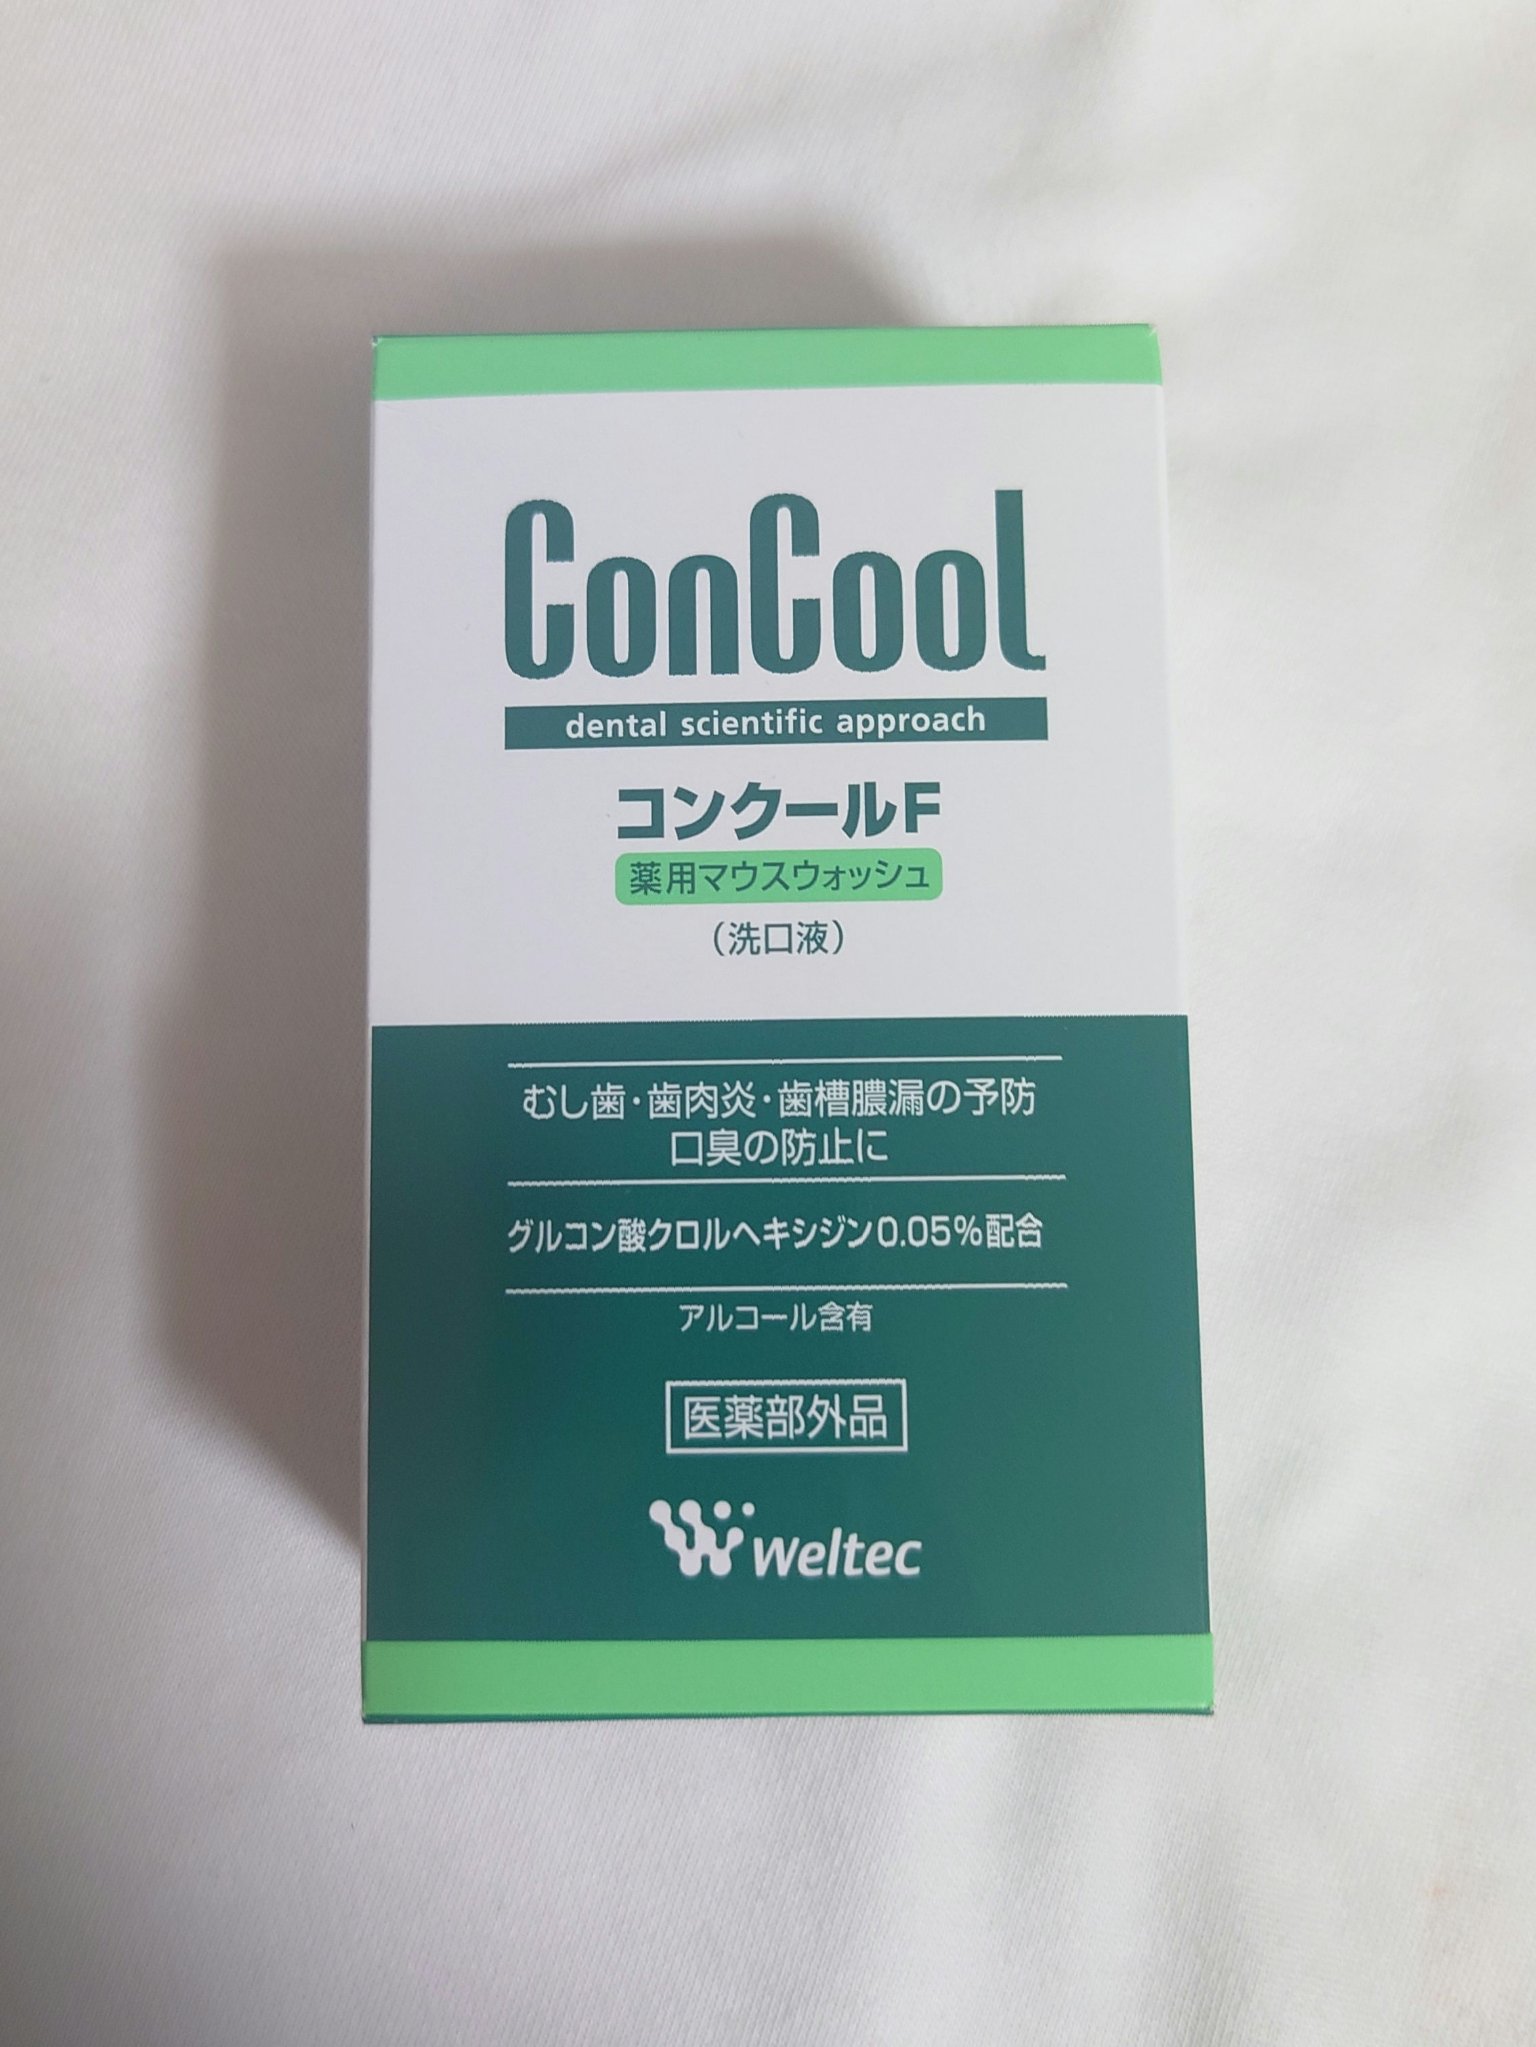 ConCool
dental scientific approach
コンクールF
薬用マウスウォッシュ
（洗口液）
むし歯・歯肉炎・歯槽膿漏の予防
口臭の防止に
グルコン酸クロルヘキシジン0.05%配合
アルコール含有
医薬部外品
weltec